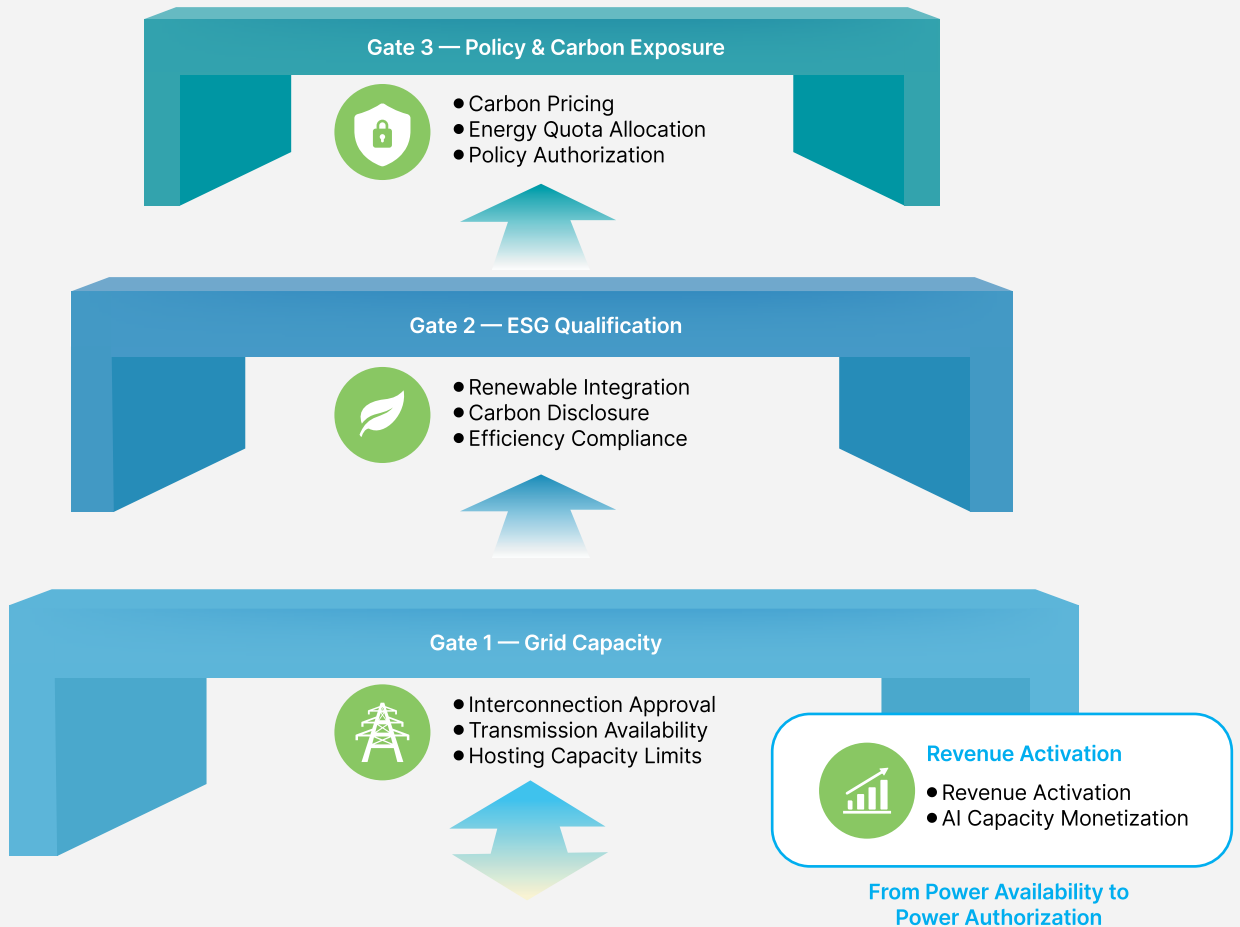 Gate 3 — Policy & Carbon Exposure
● Carbon Pricing
● Energy Quota Allocation
● Policy Authorization
Gate 2 — ESG Qualification
● Renewable Integration
● Carbon Disclosure
● Efficiency Compliance
Gate 1 — Grid Capacity
● Interconnection Approval
● Transmission Availability
● Hosting Capacity Limits
Revenue Activation
● Revenue Activation
● AI Capacity Monetization
From Power Availability to
Power Authorization